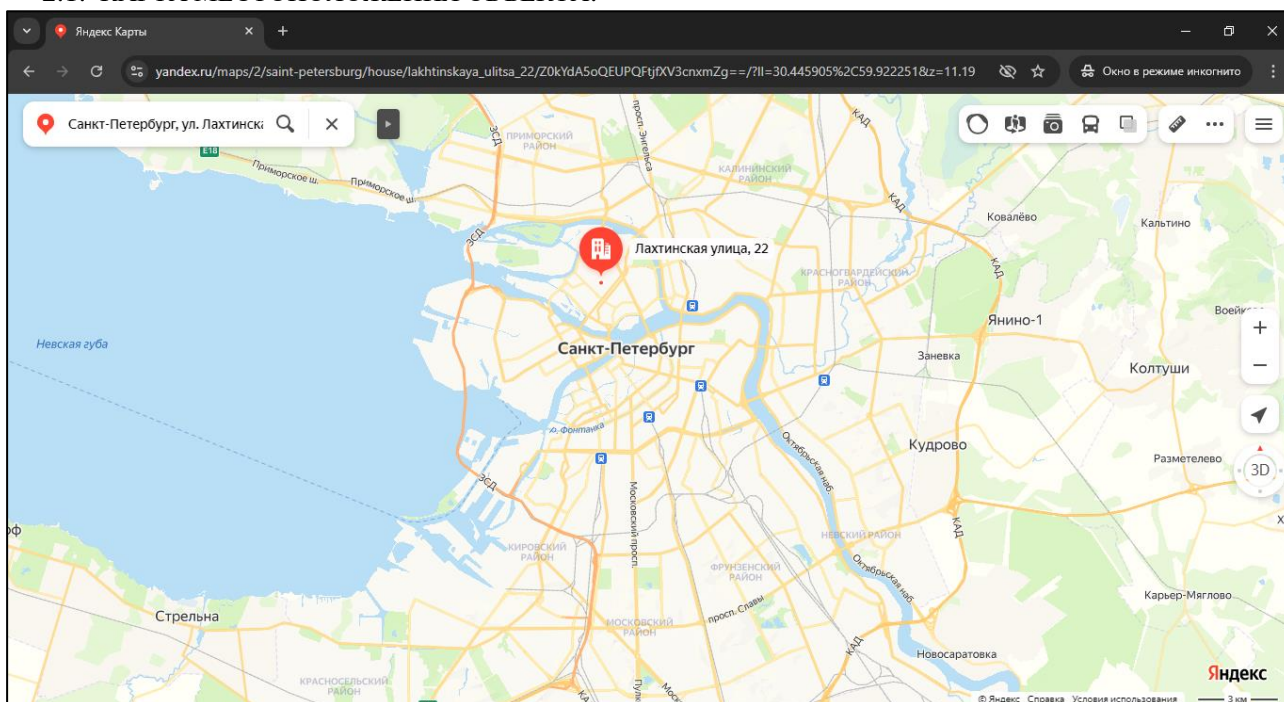 Яндекс Карты
yandex.ru/maps/2/saint-petersburg/house/lakhtinskaya_ulitsa_22/Z0kYdA5oQEUPQFtjfXV3cnxmZg==/?ll=30.445905%2C59.922251&z=11.19
Окно в режиме инкогнито
Санкт-Петербург, ул. Лахтинска
ЗСД
ПРИМОРСКИЙ
РАЙОН
просп. Энгельса
КАД
E18
Приморское ш.
Приморское ш.
КАЛИНИНСКИЙ
РАЙОН
КАД
Ковалёво
Кальтино
ЗСД
Лахтинская улица, 22
КРАСНОГВАРДЕЙСКИЙ
РАЙОН
КАД
Янино-1
Невская губа
Санкт-Петербург
Заневка
Колтуши
р. Фонтанка
Октябрьская наб.
Кудрово
Разметелево
3D
ЗСД
Московский просп.
КАД
НЕВСКИЙ РАЙОН
КИРОВСКИЙ
РАЙОН
ФРУНЗЕНСКИЙ
РАЙОН
Октябрьская наб.
Карьер-Мяглово
Стрельна
просп. Славы
МОСКОВСКИЙ
РАЙОН
КАД
Новосаратовка
КРАСНОСЕЛЬСКИЙ
РАЙОН
КАД
Яндекс
© Яндекс Справка Условия использования 3 км